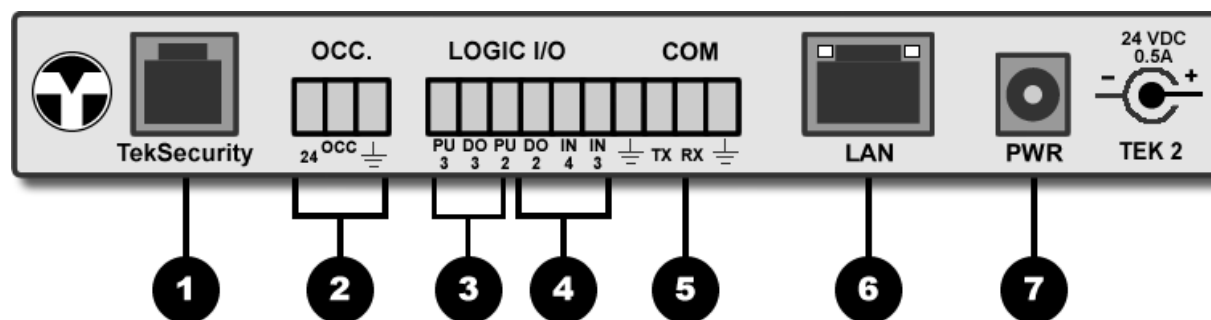 OCC. LOGIC I/O COM 24 VDC
0.5A
- +
24 OCC PU 3 DO 3 PU 2 DO 2 IN 4 IN 3 TX RX
TekSecurity LAN PWR TEK 2
1 2 3 4 5 6 7